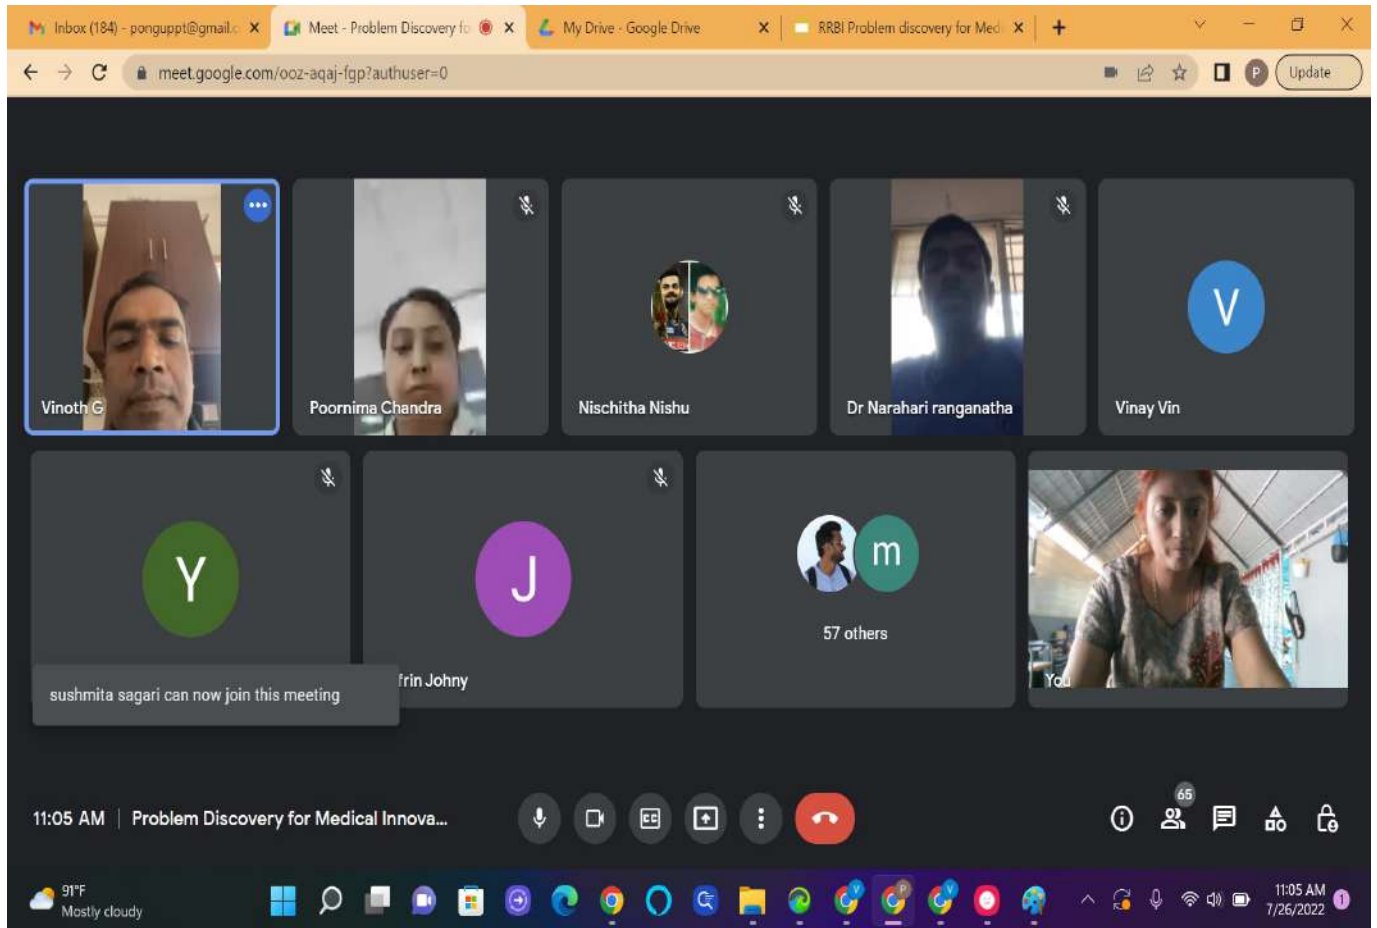 Inbox (184) - ponguppt@gmail.c
Meet - Problem Discovery fo
My Drive - Google Drive
RRBI Problem discovery for Medi
meet.google.com/ooz-aqaj-fgp?authuser=0
P
Update
Vinoth G
Poornima Chandra
Nischitha Nishu
Dr Narahari ranganatha
V
Vinay Vin
Y
J
m
57 others
frin Johny
You
sushmita sagari can now join this meeting
11:05 AM | Problem Discovery for Medical Innova...
CC
65
91°F
Mostly cloudy
V
P
V
11:05 AM
7/26/2022
1